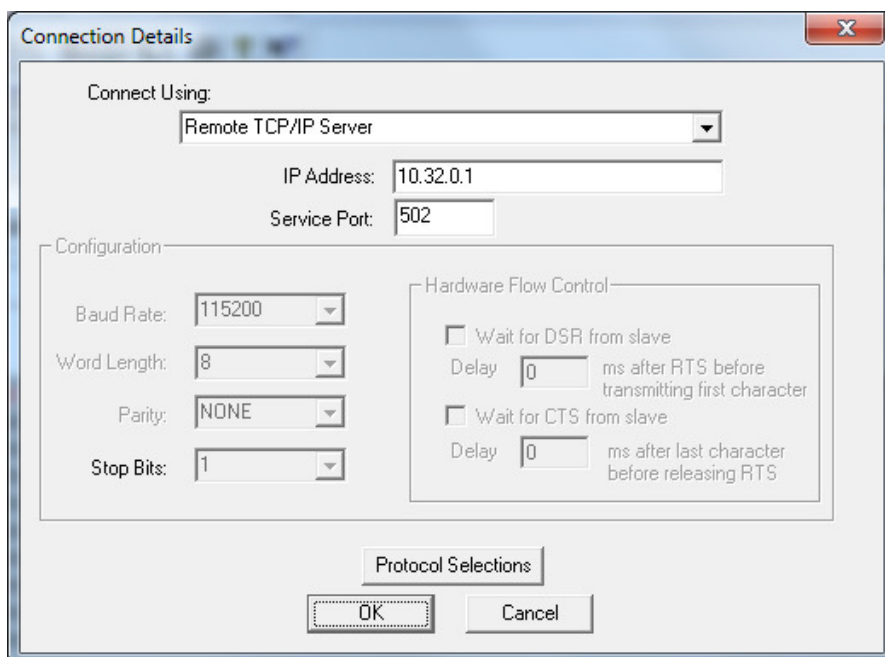 Connection Details
Connect Using:
Remote TCP/IP Server
IP Address: 10.32.0.1
Service Port: 502
Configuration
Baud Rate: 115200
Word Length: 8
Parity: NONE
Stop Bits: 1
Hardware Flow Control
Wait for DSR from slave
Delay 0 ms after RTS before
transmitting first character
Wait for CTS from slave
Delay 0 ms after last character
before releasing RTS
Protocol Selections
OK Cancel